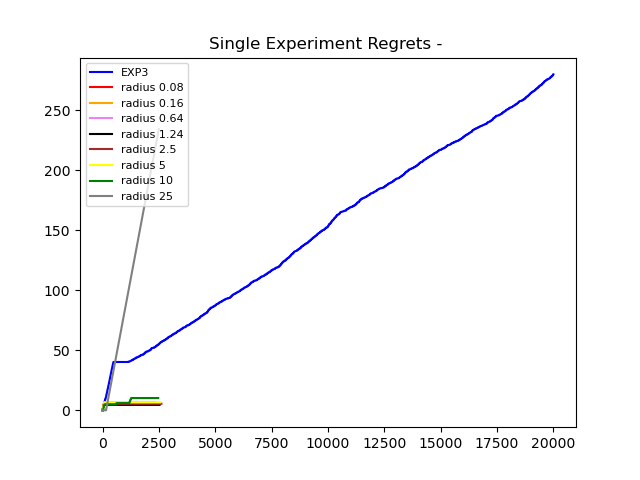 Single Experiment Regrets -
EXP3
radius 0.08
radius 0.16
radius 0.64
radius 1.24
radius 2.5
radius 5
radius 10
radius 25
250
200
150
100
50
0
0 2500 5000 7500 10000 12500 15000 17500 20000